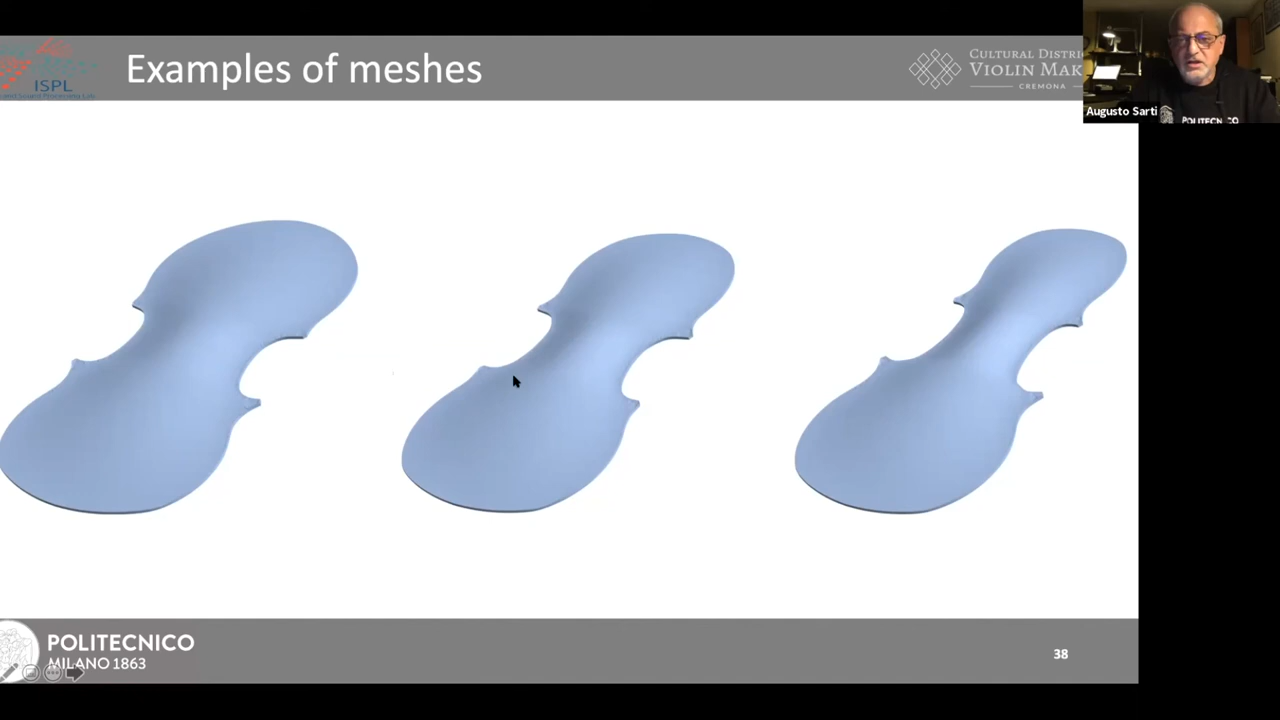 Examples of meshes
ISPL
CULTURAL DISTRI
VIOLIN MAK
CREMONA
Augusto Sarti
POLITECNICO
POLITECNICO
MILANO 1863
38